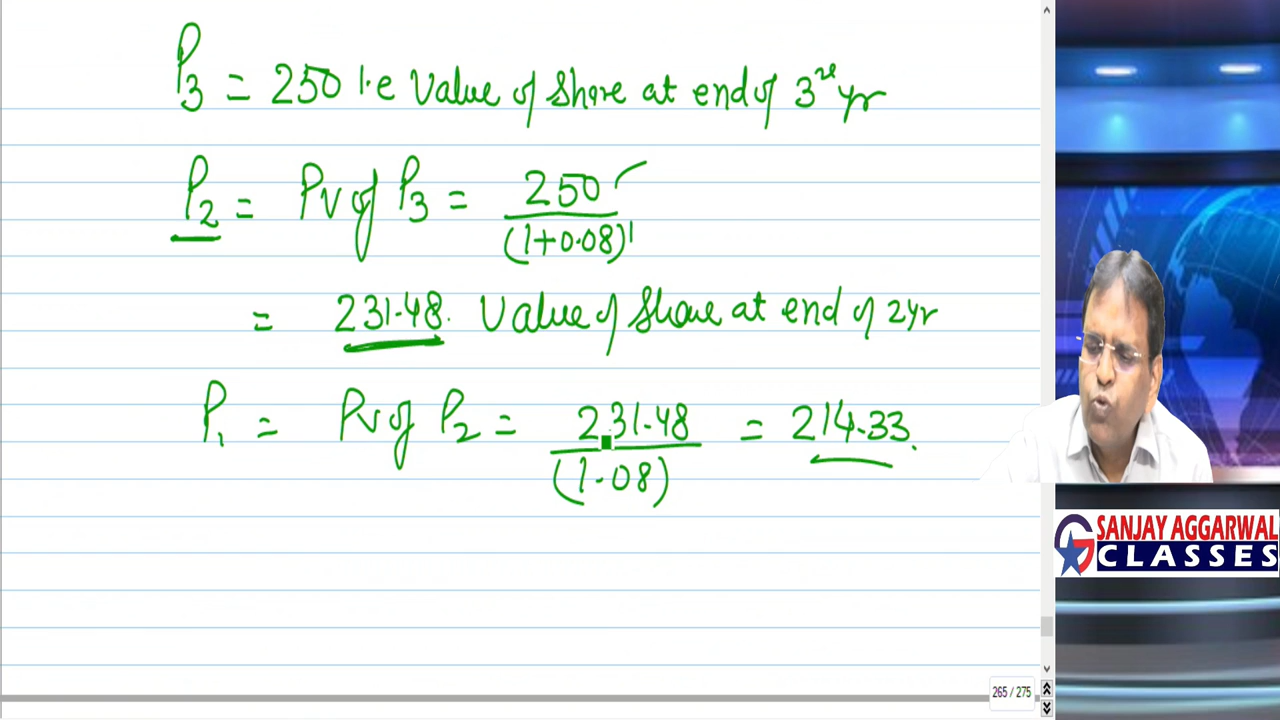 P3 = 250 i.e Value of Share at end of 3rd yr
P2 = PV of P3 = 250
(1+0.08)1
= 231.48. Value of Share at end of 2yr
P1 = PV of P2 = 231.48 = 214.33.
(1.08)
265 / 275
SANJAY AGGARWAL
CLASSES